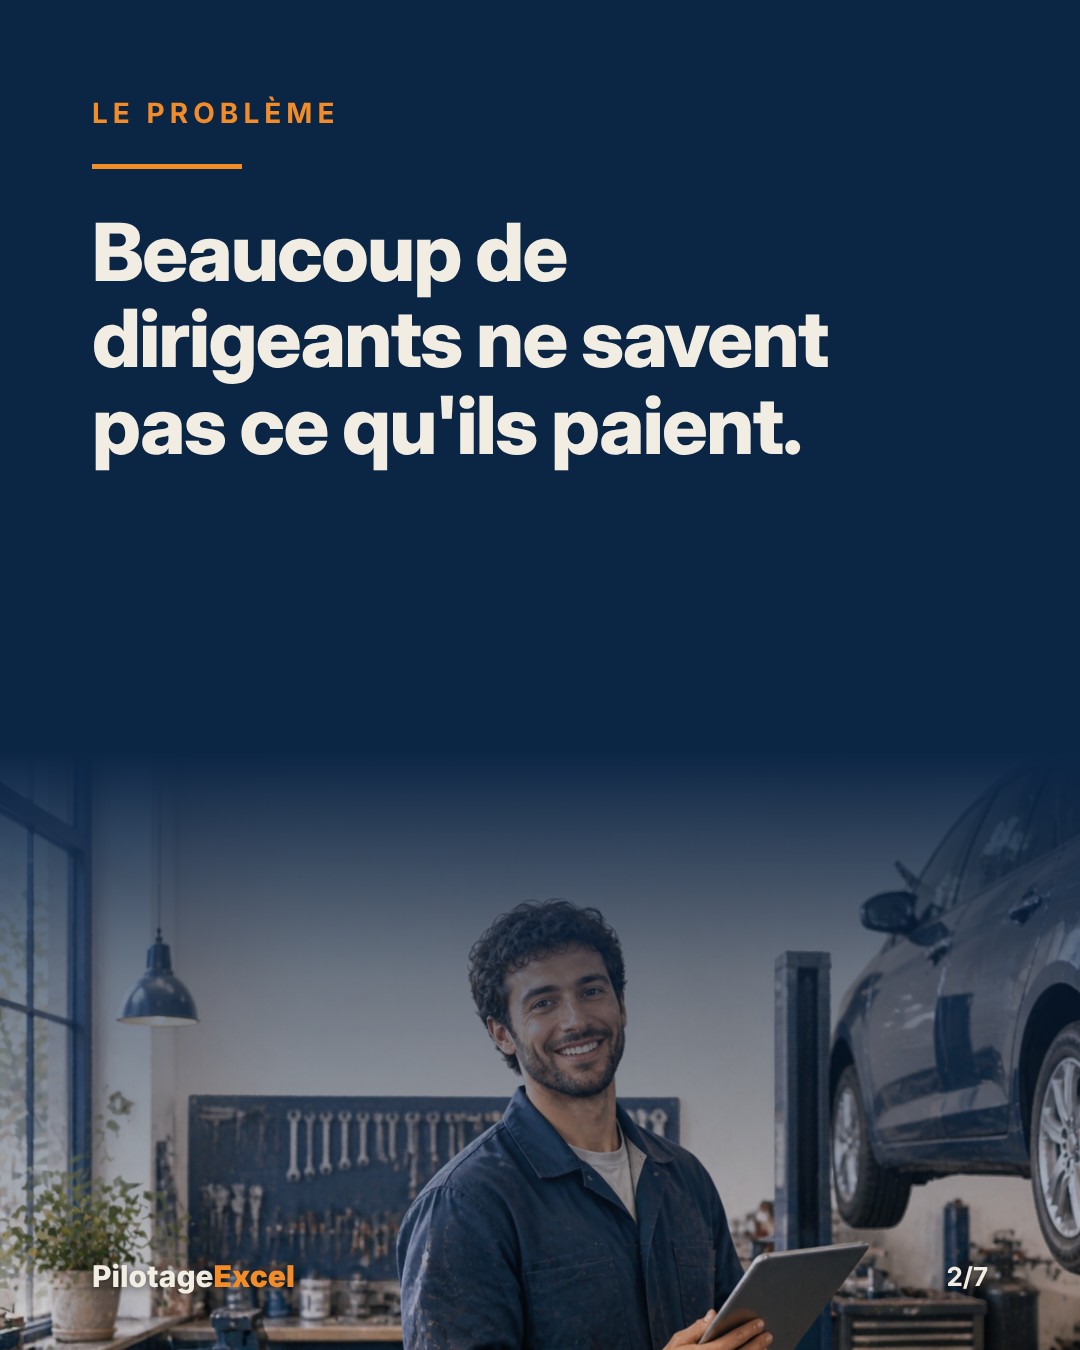 LE PROBLÈME
Beaucoup de
dirigeants ne savent
pas ce qu'ils paient.
PilotageExcel
2/7